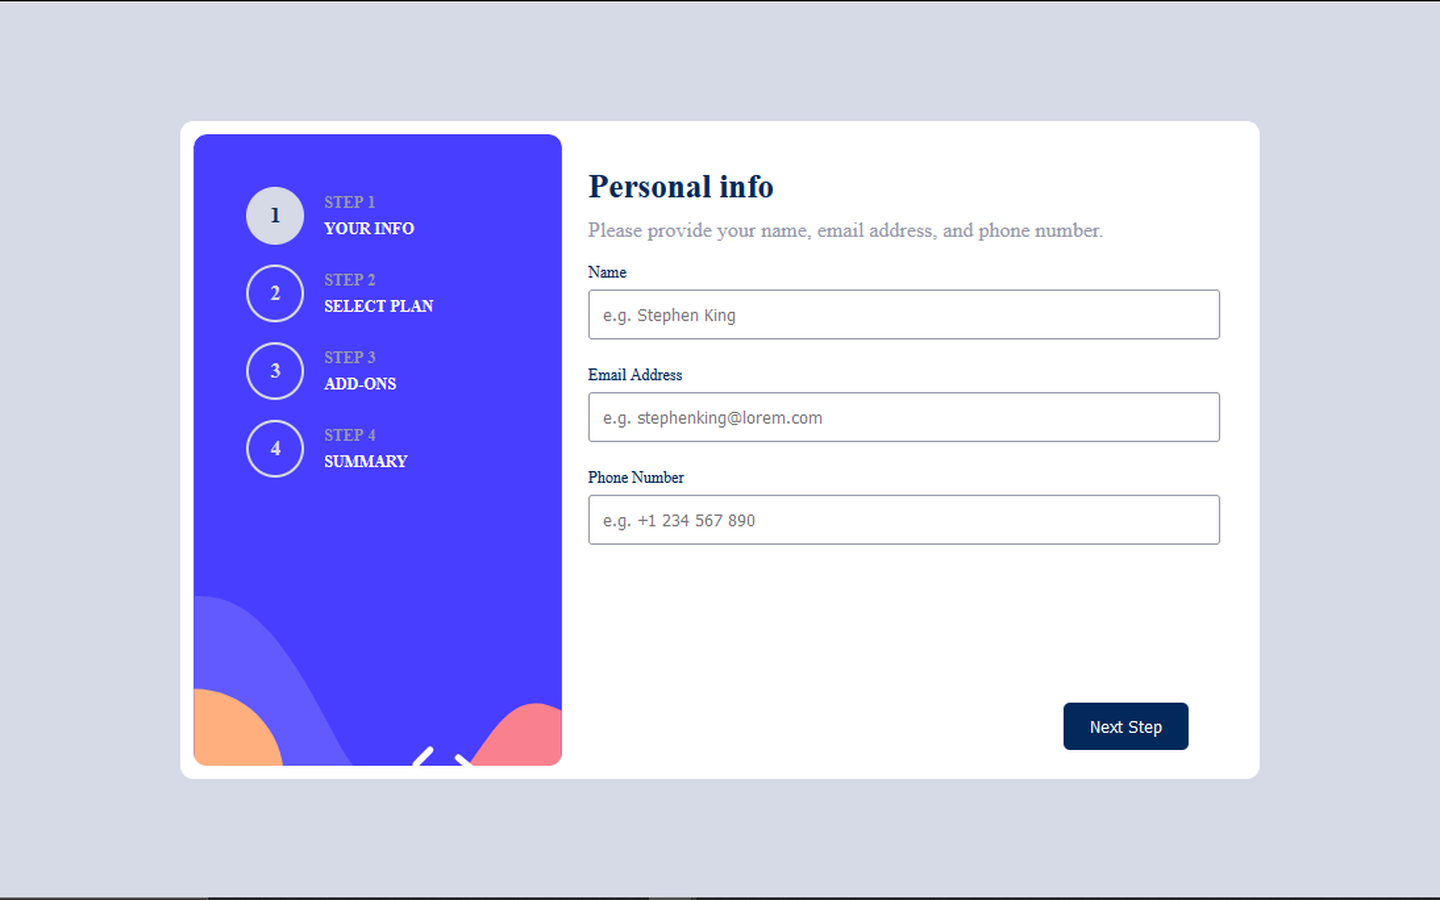 1
STEP 1
YOUR INFO
2
STEP 2
SELECT PLAN
3
STEP 3
ADD-ONS
4
STEP 4
SUMMARY
Personal info
Please provide your name, email address, and phone number.
Name
e.g. Stephen King
Email Address
e.g. stephenking@lorem.com
Phone Number
e.g. +1 234 567 890
Next Step